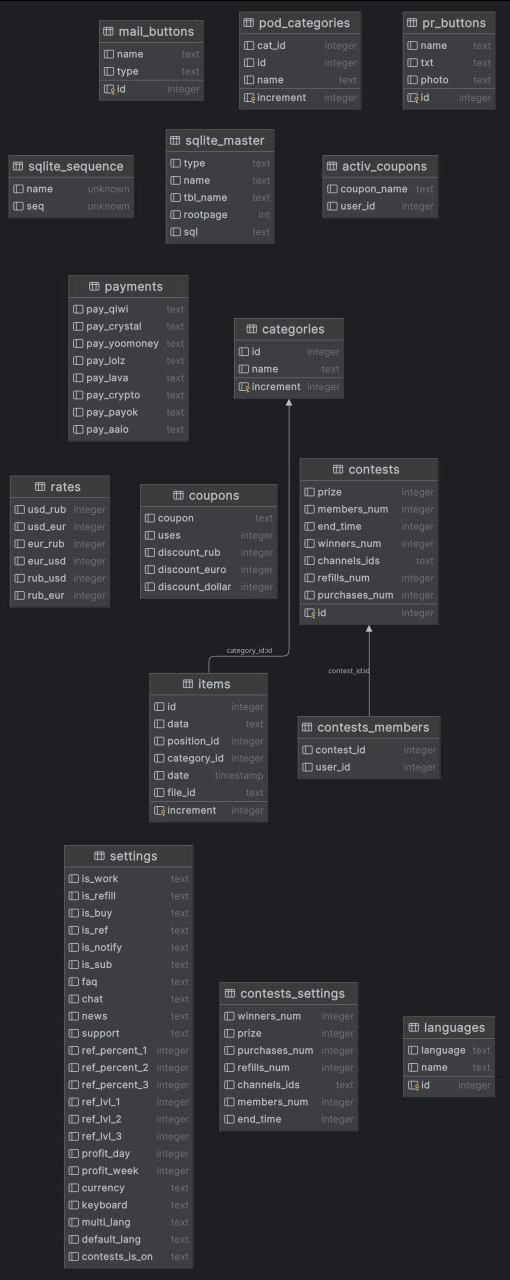 mail_buttons
name text
type text
id integer
pod_categories
cat_id integer
id integer
name text
increment integer
pr_buttons
name text
txt text
photo text
id integer
sqlite_sequence
name unknown
seq unknown
sqlite_master
type text
name text
tbl_name text
rootpage int
sql text
activ_coupons
coupon_name text
user_id integer
payments
pay_qiwi text
pay_crystal text
pay_yoomoney text
pay_lolz text
pay_lava text
pay_crypto text
pay_payok text
pay_aaio text
categories
id integer
name text
increment integer
rates
usd_rub integer
usd_eur integer
eur_rub integer
eur_usd integer
rub_usd integer
rub_eur integer
coupons
coupon text
uses integer
discount_rub integer
discount_euro integer
discount_dollar integer
contests
prize integer
members_num integer
end_time integer
winners_num integer
channels_ids text
refills_num integer
purchases_num integer
id integer
category_id:id
contest_id:id
items
id integer
data text
position_id integer
category_id integer
date timestamp
file_id text
increment integer
contests_members
contest_id integer
user_id integer
settings
is_work text
is_refill text
is_buy text
is_ref text
is_notify text
is_sub text
faq text
chat text
news text
support text
ref_percent_1 integer
ref_percent_2 integer
ref_percent_3 integer
ref_lvl_1 integer
ref_lvl_2 integer
ref_lvl_3 integer
profit_day integer
profit_week integer
currency text
keyboard text
multi_lang text
default_lang text
contests_is_on text
contests_settings
winners_num integer
prize integer
purchases_num integer
refills_num integer
channels_ids text
members_num integer
end_time integer
languages
language text
name text
id integer